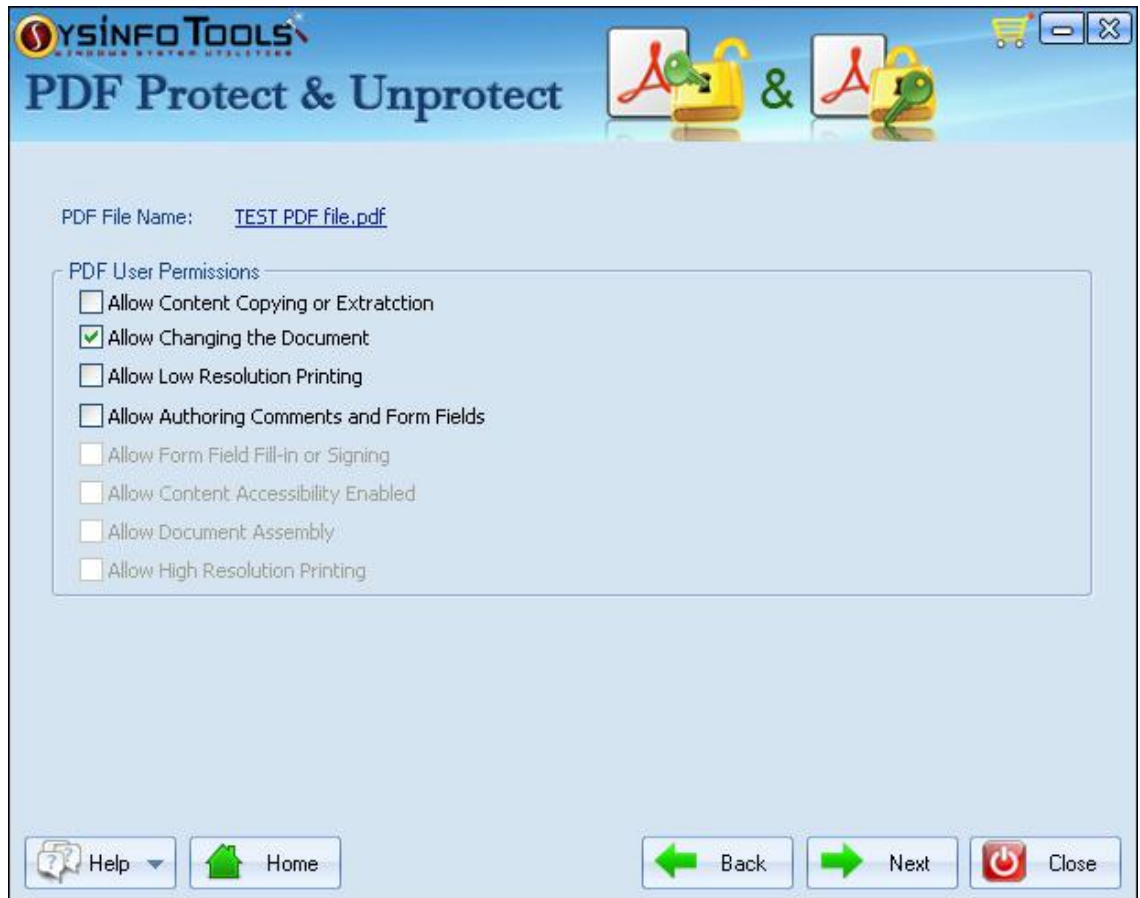 SYSINFO TOOLS
WINDOWS SYSTEM UTILITIES
PDF Protect & Unprotect
&
PDF File Name: TEST PDF file.pdf
PDF User Permissions
Allow Content Copying or Extratction
Allow Changing the Document
Allow Low Resolution Printing
Allow Authoring Comments and Form Fields
Allow Form Field Fill-in or Signing
Allow Content Accessibility Enabled
Allow Document Assembly
Allow High Resolution Printing
Help Home Back Next Close